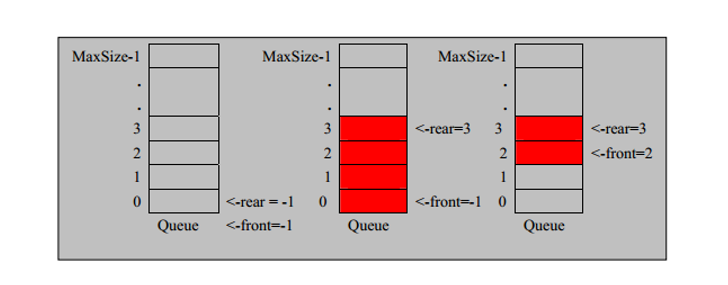 MaxSize-1 MaxSize-1 MaxSize-1
. . .
. . .
3 3 <-rear=3 3 <-rear=3
2 2 2 <-front=2
1 1 1
0 <-rear = -1 0 <-front=-1 0
Queue <-front=-1 Queue Queue